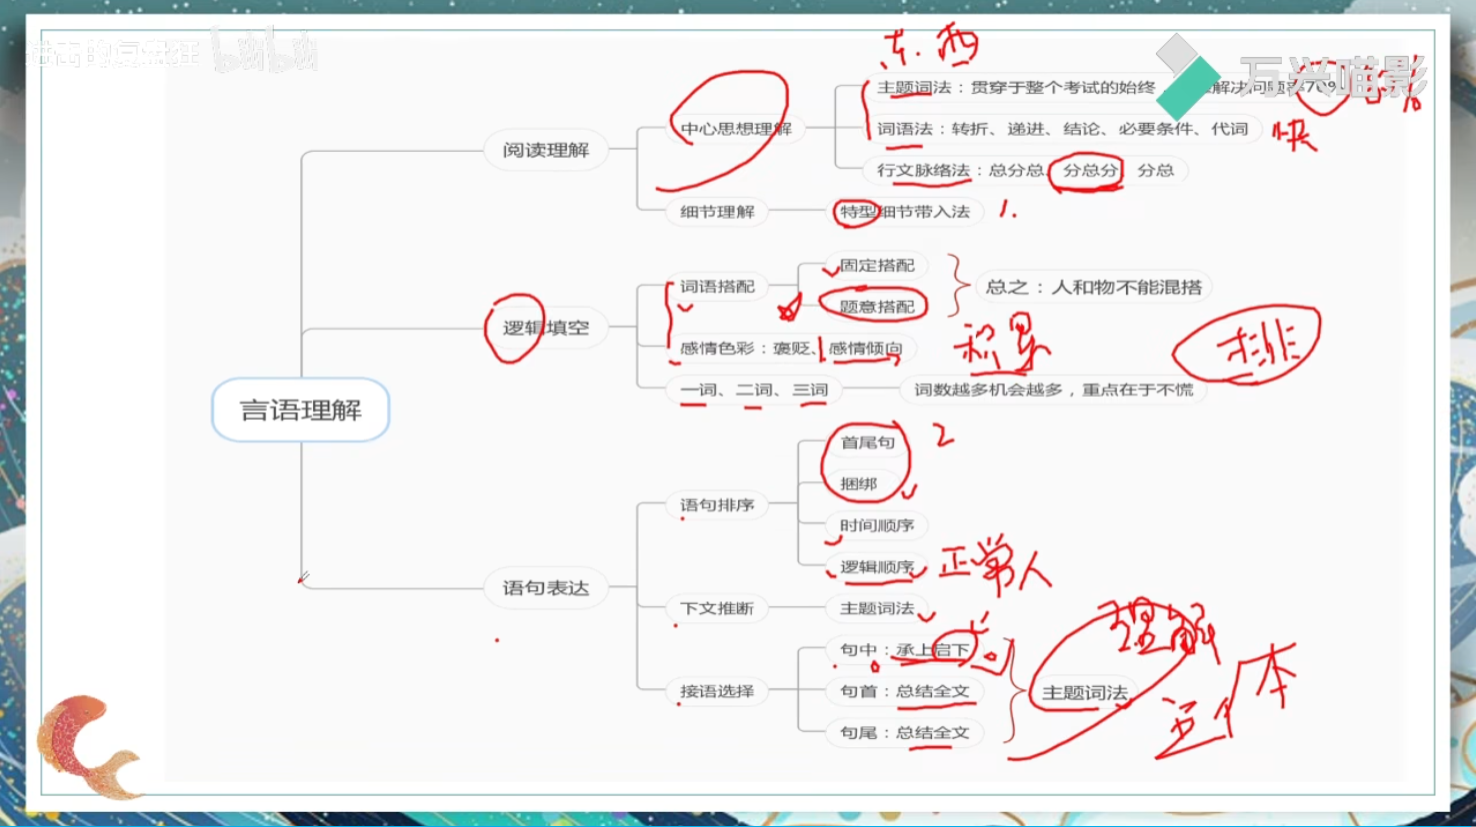 进击的复盘狂 bilibili
万兴喵影
东.西
主题词法：贯穿于整个考试的始终，解决问题率70%
中心思想理解
词语法：转折、递进、结论、必要条件、代词
快
阅读理解
行文脉络法：总分总、分总分、分总
细节理解
特型细节带入法
1.
固定搭配
词语搭配
总之：人和物不能混搭
题意搭配
逻辑填空
积累
排
感情色彩：褒贬、感情倾向
一词、二词、三词
词数越多机会越多，重点在于不慌
言语理解
首尾句
2
捆绑
语句排序
时间顺序
逻辑顺序
正常人
语句表达
下文推断
主题词法
理解
句中：承上启下
接语选择
句首：总结全文
主题词法
本
句尾：总结全文